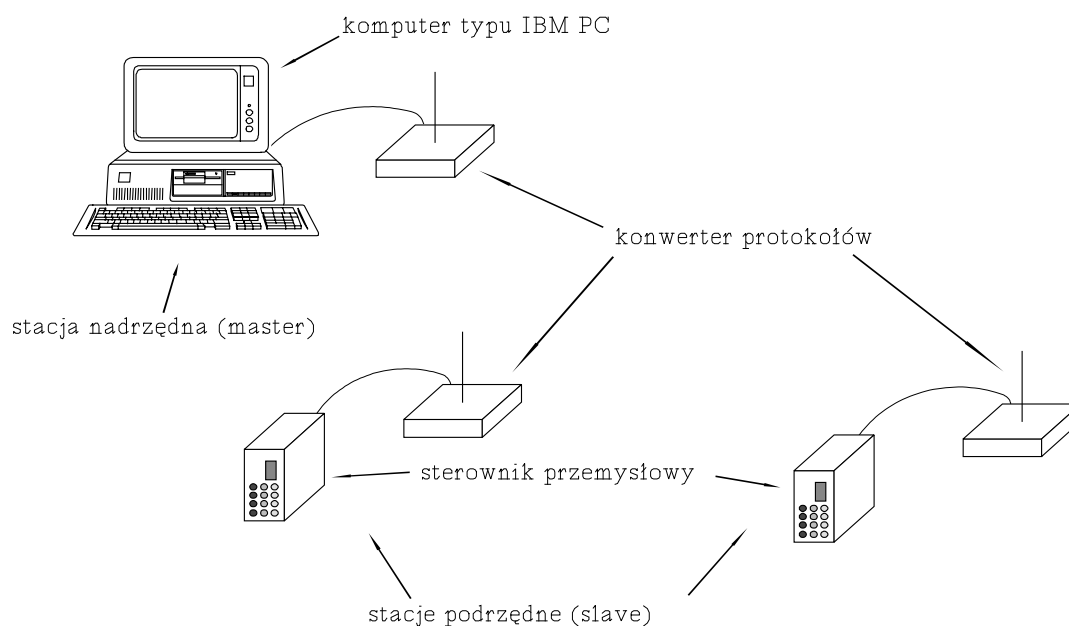 komputer typu IBM PC
konwerter protokołów
stacja nadrzędna (master)
sterownik przemysłowy
stacje podrzędne (slave)